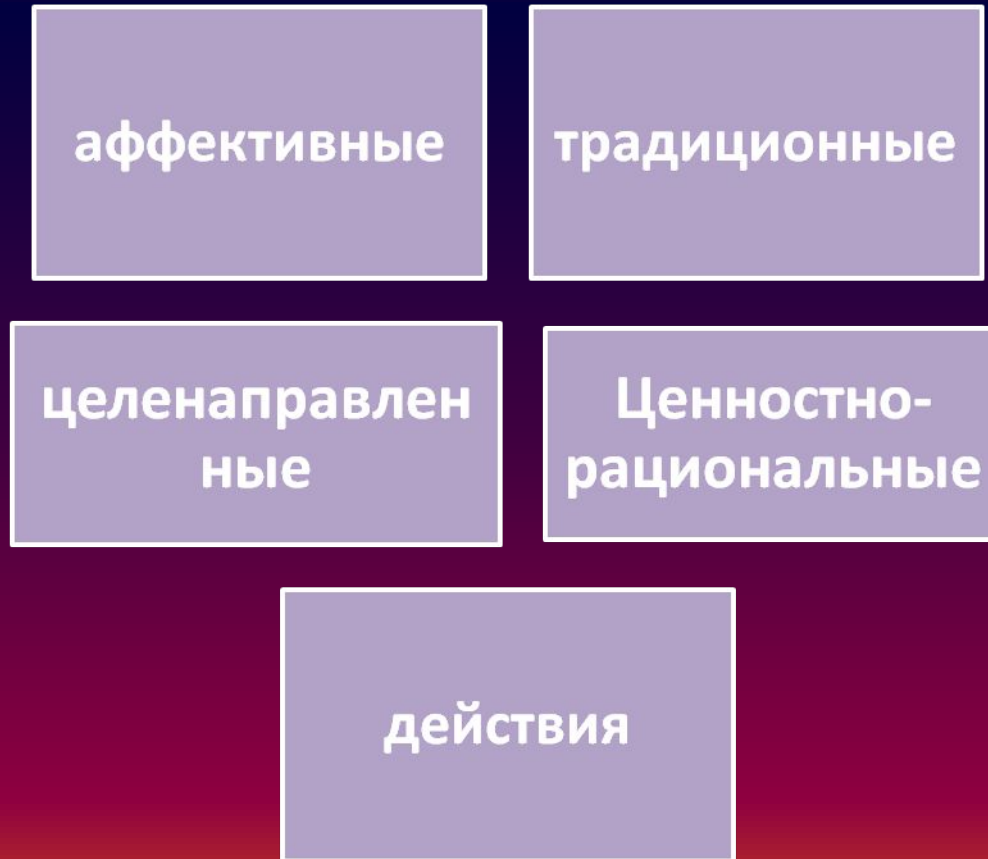 аффективные
традиционные
целенаправлен
ные
Ценностно-
рациональные
действия